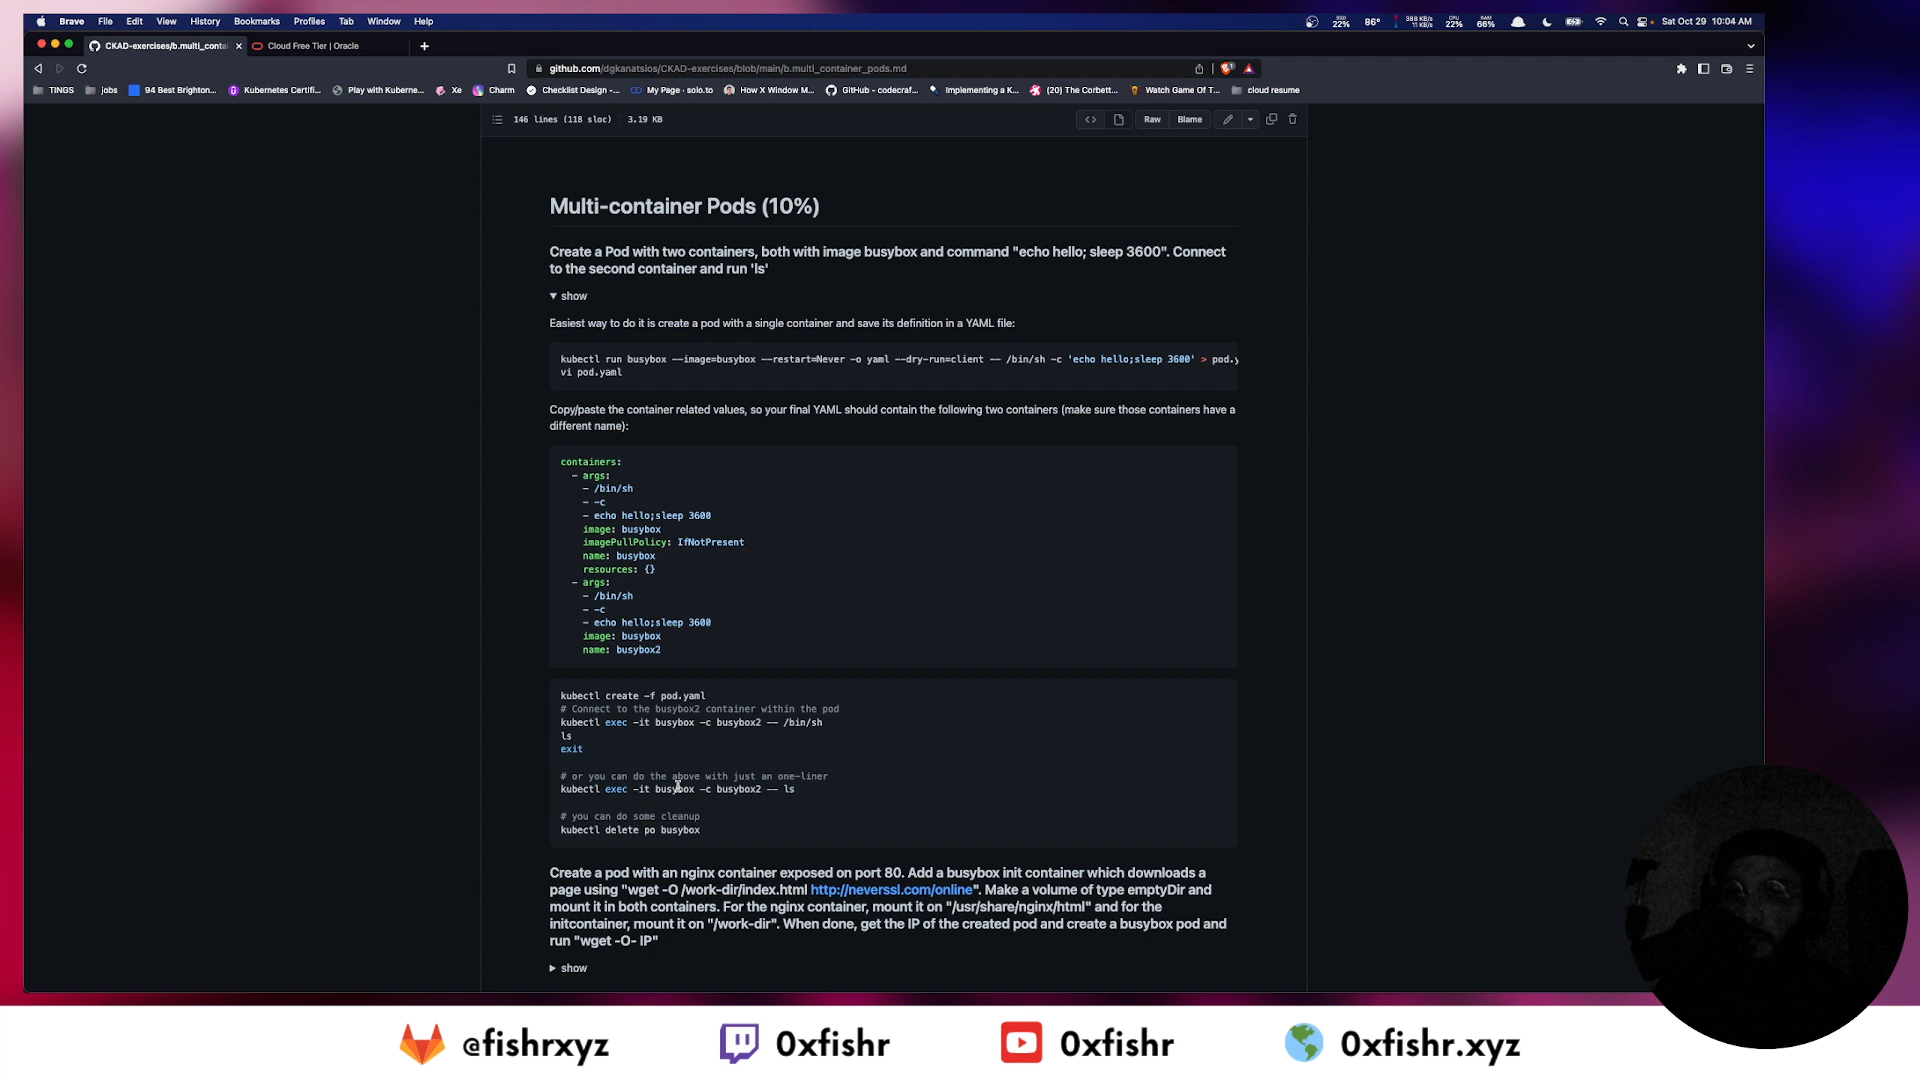 Brave File Edit View History Bookmarks Profiles Tab Window Help
SSD 22% 86° 388 KB/s 11 KB/s CPU 22% RAM 66% Sat Oct 29 10:04 AM
CKAD-exercises/b.multi_conta
Cloud Free Tier | Oracle
github.com/dgkanatsios/CKAD-exercises/blob/main/b.multi_container_pods.md
TINGS jobs 94 Best Brighton... Kubernetes Certifi... Play with Kuberne... Xe Charm Checklist Design -... My Page - solo.to How X Window M... GitHub - codecraf... Implementing a K... (20) The Corbett... Watch Game Of T... cloud resume
146 lines (118 sloc) 3.19 KB
Raw Blame
Multi-container Pods (10%)
Create a Pod with two containers, both with image busybox and command "echo hello; sleep 3600". Connect
to the second container and run 'ls'
show
Easiest way to do it is create a pod with a single container and save its definition in a YAML file:
kubectl run busybox --image=busybox --restart=Never -o yaml --dry-run=client -- /bin/sh -c 'echo hello;sleep 3600' > pod.y
vi pod.yaml
Copy/paste the container related values, so your final YAML should contain the following two containers (make sure those containers have a
different name):
containers:
- args:
- /bin/sh
- -c
- echo hello;sleep 3600
image: busybox
imagePullPolicy: IfNotPresent
name: busybox
resources: {}
- args:
- /bin/sh
- -c
- echo hello;sleep 3600
image: busybox
name: busybox2
kubectl create -f pod.yaml
# Connect to the busybox2 container within the pod
kubectl exec -it busybox -c busybox2 -- /bin/sh
ls
exit
# or you can do the above with just an one-liner
kubectl exec -it busybox -c busybox2 -- ls
# you can do some cleanup
kubectl delete po busybox
Create a pod with an nginx container exposed on port 80. Add a busybox init container which downloads a
page using "wget -O /work-dir/index.html http://neverssl.com/online". Make a volume of type emptyDir and
mount it in both containers. For the nginx container, mount it on "/usr/share/nginx/html" and for the
initcontainer, mount it on "/work-dir". When done, get the IP of the created pod and create a busybox pod and
run "wget -O- IP"
show
@fishrxyz 0xfishr 0xfishr 0xfishr.xyz